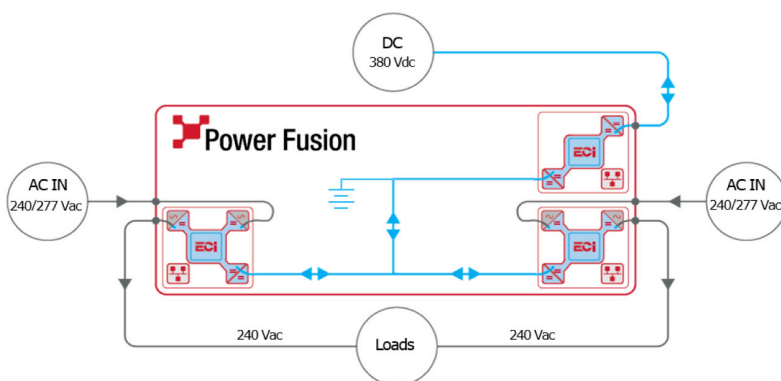 DC
380 Vdc
Power Fusion
ECI
AC IN
240/277 Vac
AC IN
240/277 Vac
ECI
ECI
240 Vac
Loads
240 Vac